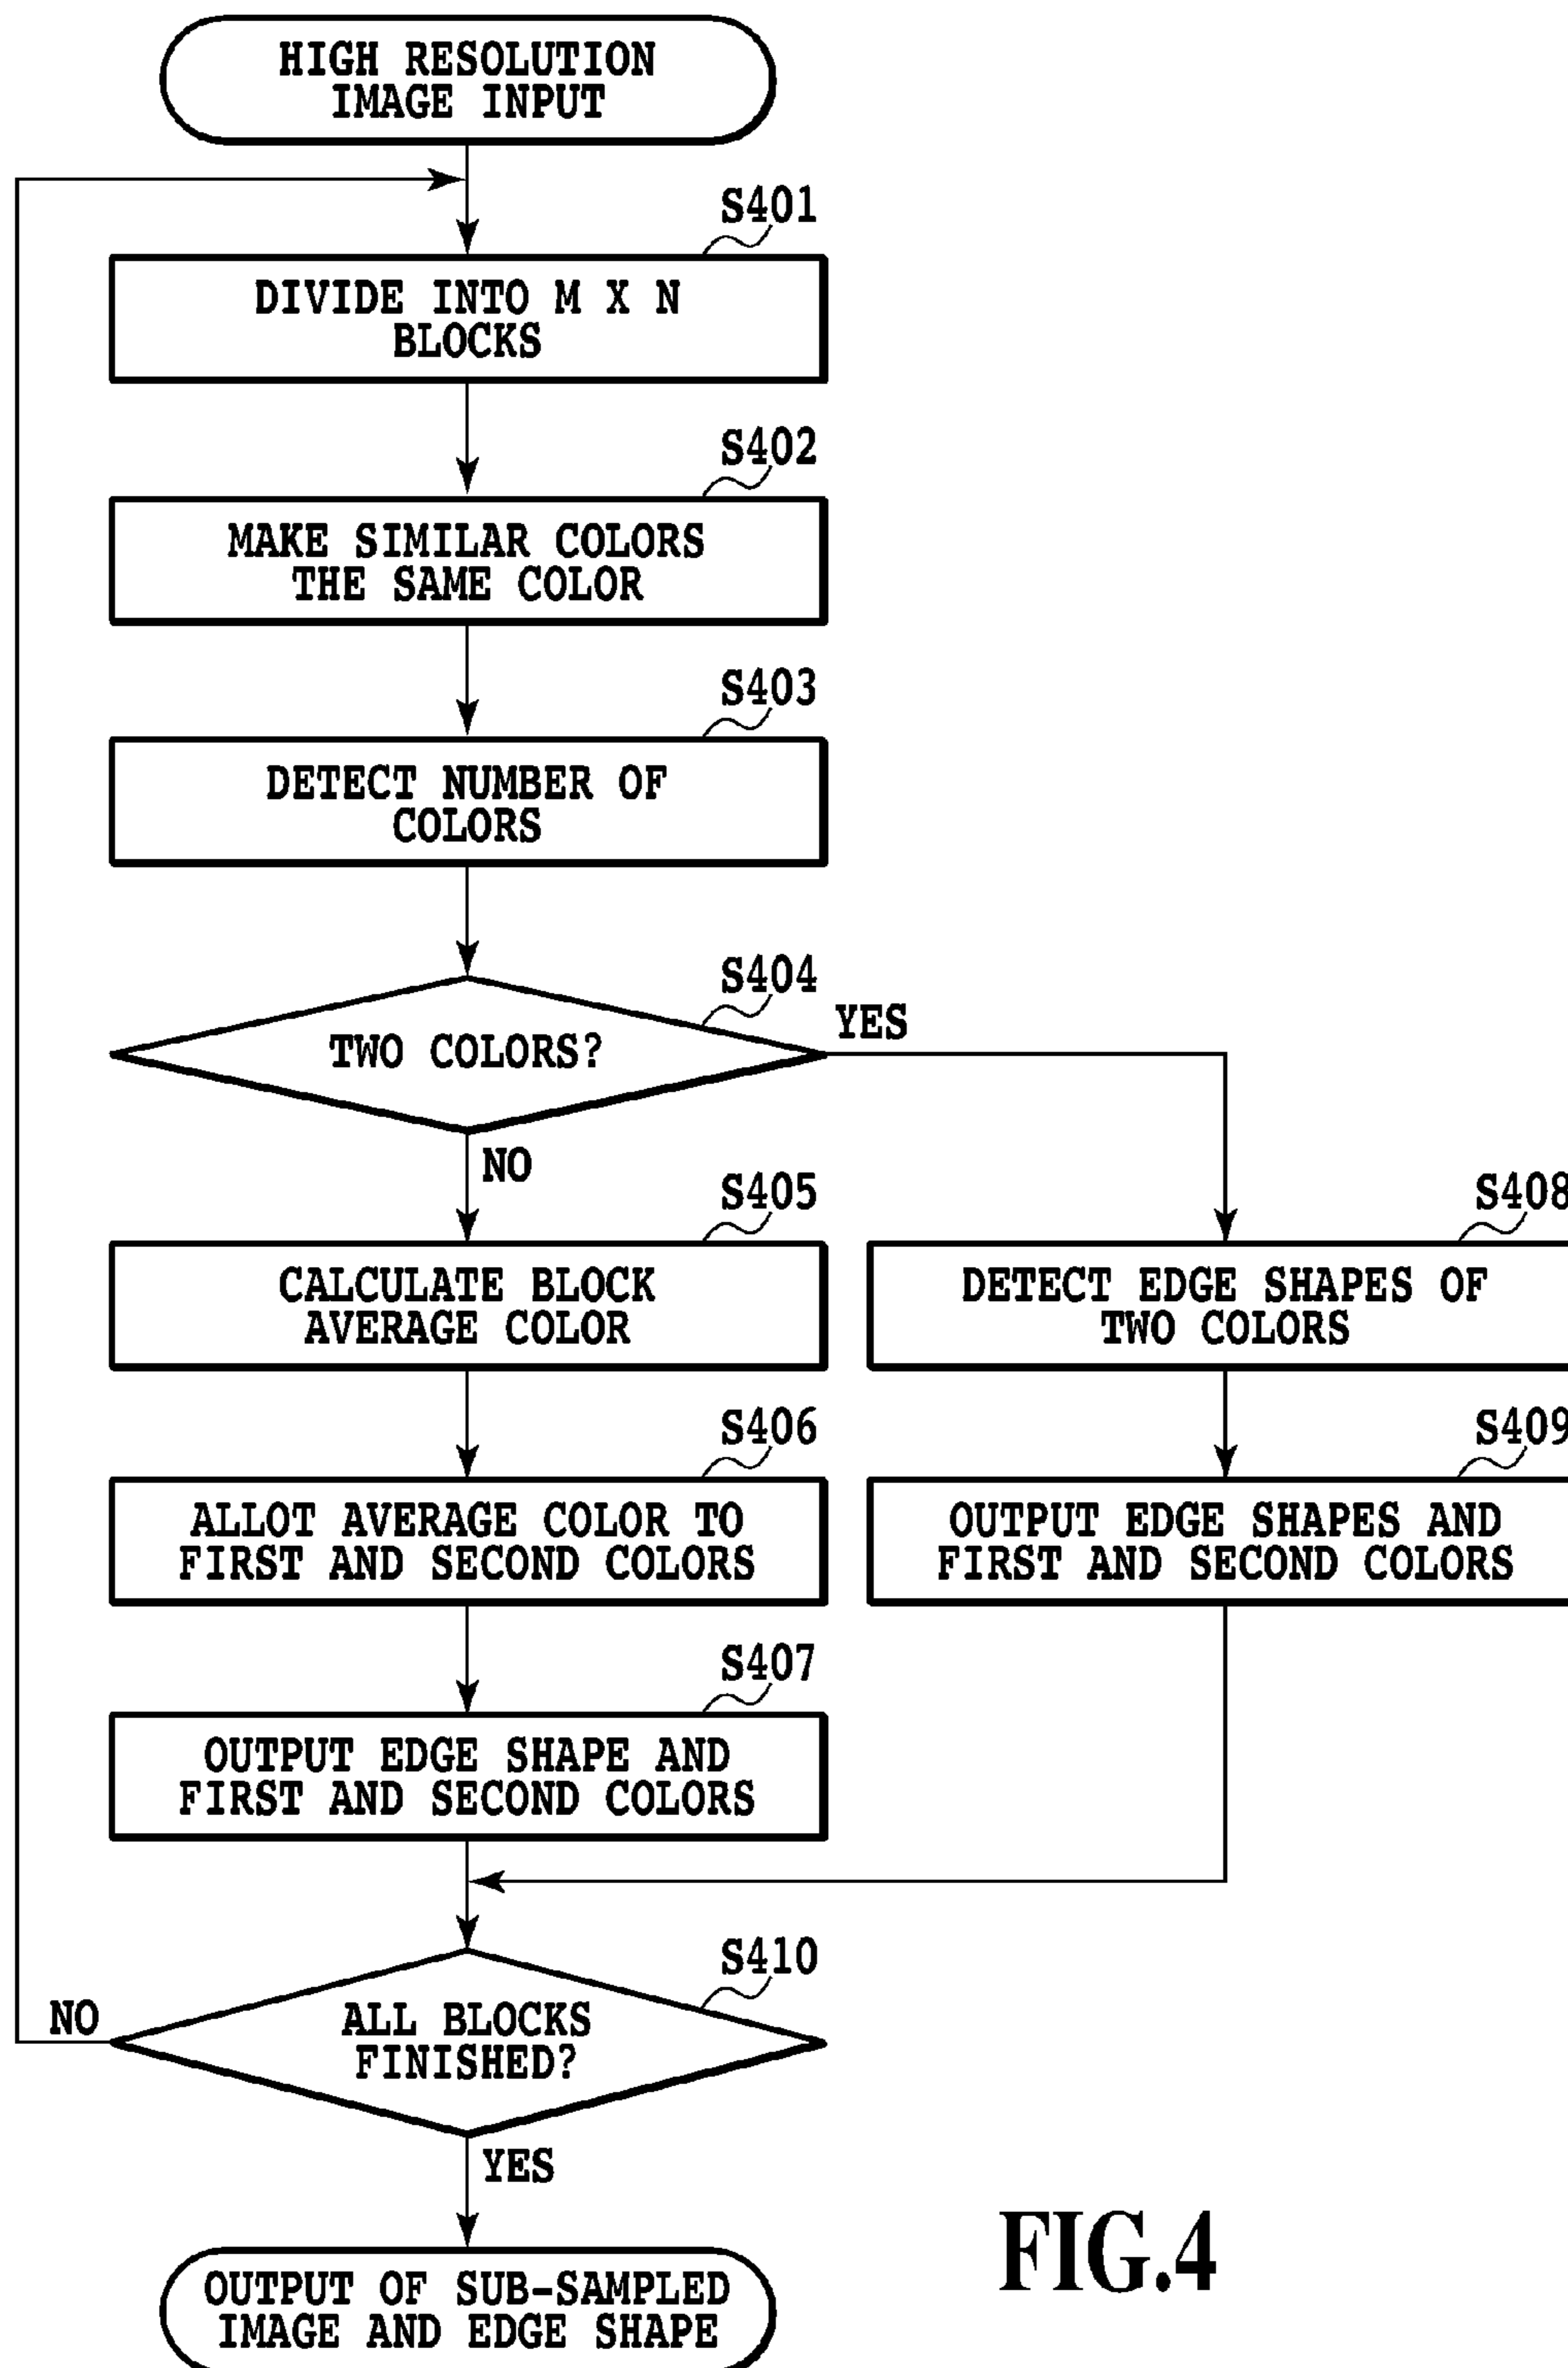 HIGH RESOLUTION
IMAGE INPUT
S401
DIVIDE INTO M X N
BLOCKS
S402
MAKE SIMILAR COLORS
THE SAME COLOR
S403
DETECT NUMBER OF
COLORS
S404
TWO COLORS?
YES
NO
S405
CALCULATE BLOCK
AVERAGE COLOR
S408
DETECT EDGE SHAPES OF
TWO COLORS
S406
ALLOT AVERAGE COLOR TO
FIRST AND SECOND COLORS
S409
OUTPUT EDGE SHAPES AND
FIRST AND SECOND COLORS
S407
OUTPUT EDGE SHAPE AND
FIRST AND SECOND COLORS
S410
ALL BLOCKS
FINISHED?
NO
YES
OUTPUT OF SUB-SAMPLED
IMAGE AND EDGE SHAPE
FIG.4